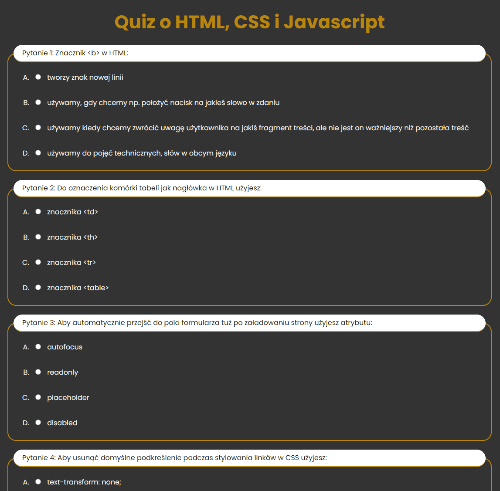 Quiz o HTML, CSS i Javascript
Pytanie 1: Znacznik <b> w HTML:
A. tworzy znak nowej linii
B. używamy, gdy chcemy np. położyć nacisk na jakieś słowo w zdaniu
C. używamy kiedy chcemy zwrócić uwagę użytkownika na jakiś fragment treści, ale nie jest on ważniejszy niż pozostała treść
D. używamy do pojęć technicznych, słów w obcym języku
Pytanie 2: Do oznaczenia komórki tabeli jak nagłówka w HTML użyjesz:
A. znacznika <td>
B. znacznika <th>
C. znacznika <tr>
D. znacznika <table>
Pytanie 3: Aby automatycznie przejść do pola formularza tuż po załadowaniu strony użyjesz atrybutu:
A. autofocus
B. readonly
C. placeholder
D. disabled
Pytanie 4: Aby usunąć domyślne podkreślenie podczas stylowania linków w CSS użyjesz:
A. text-transform: none;